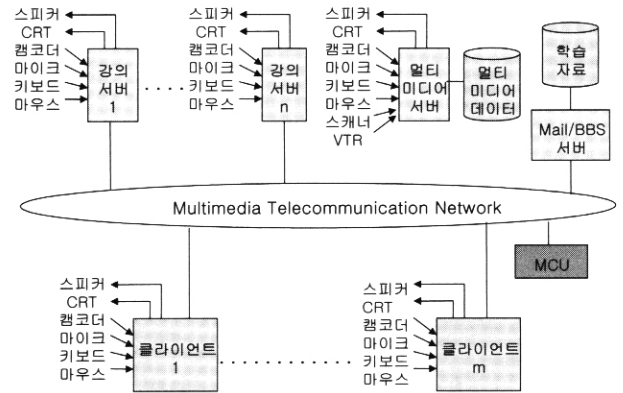 스피커
CRT
캠코더
마이크
키보드
마우스
강의
서버
1
스피커
CRT
캠코더
마이크
키보드
마우스
강의
서버
n
스피커
CRT
캠코더
마이크
키보드
마우스
스캐너
VTR
멀티
미디어
서버
멀티
미디어
데이터
학습
자료
Mail/BBS
서버
Multimedia Telecommunication Network
MCU
스피커
CRT
캠코더
마이크
키보드
마우스
클라이언트
1
스피커
CRT
캠코더
마이크
키보드
마우스
클라이언트
m